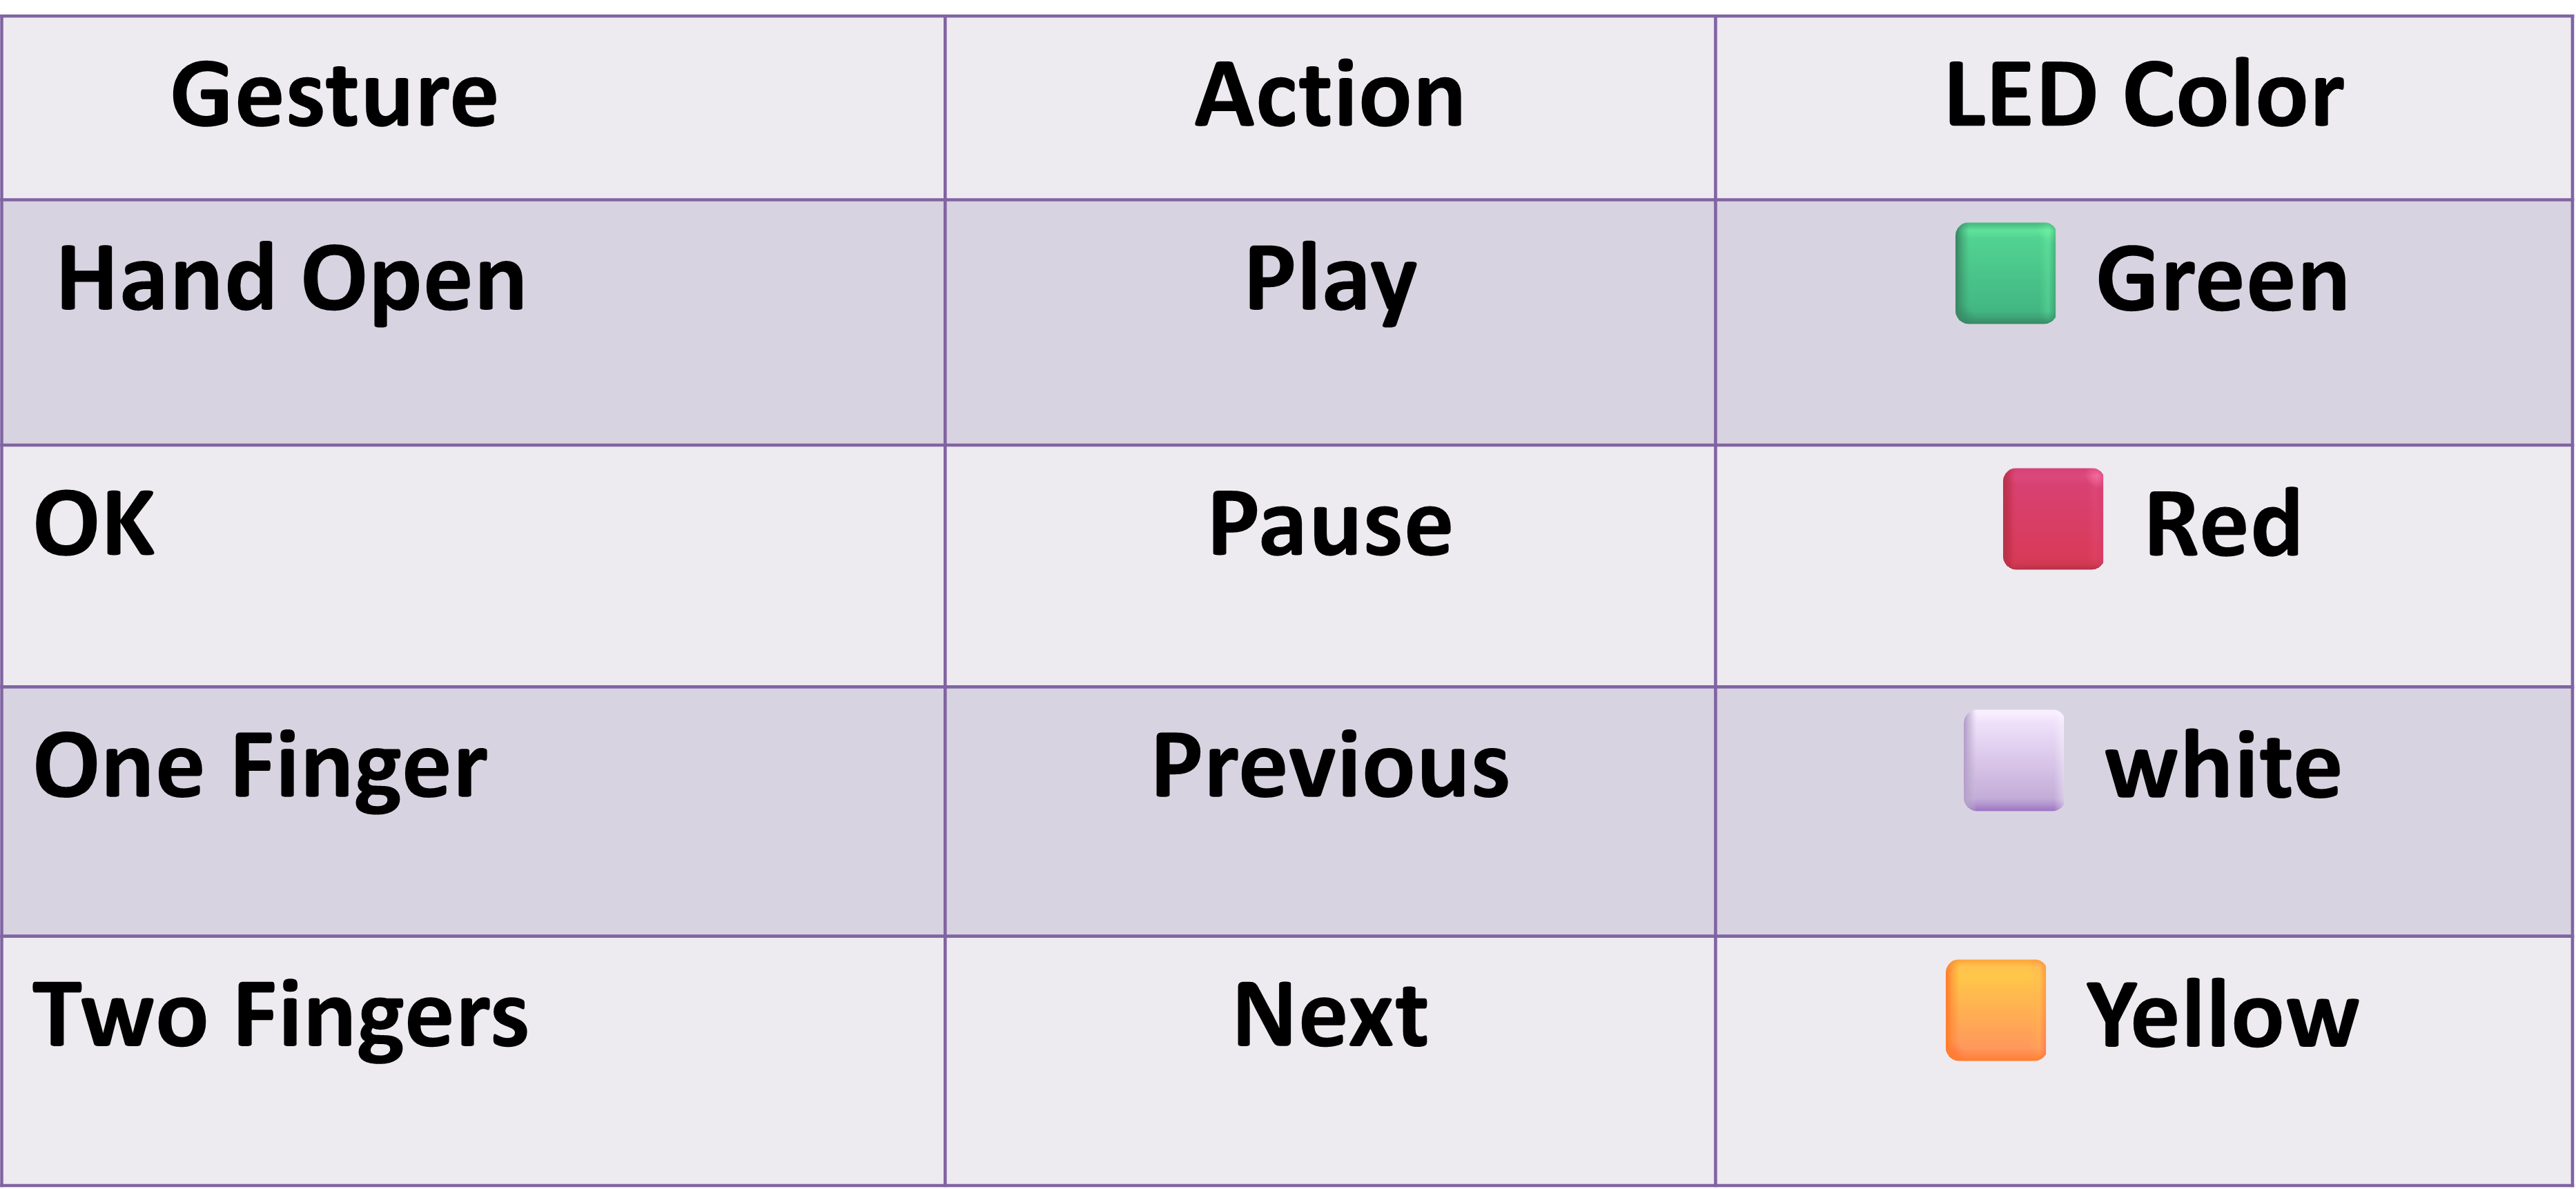 Gesture Action LED Color
Hand Open Play Green
OK Pause Red
One Finger Previous white
Two Fingers Next Yellow